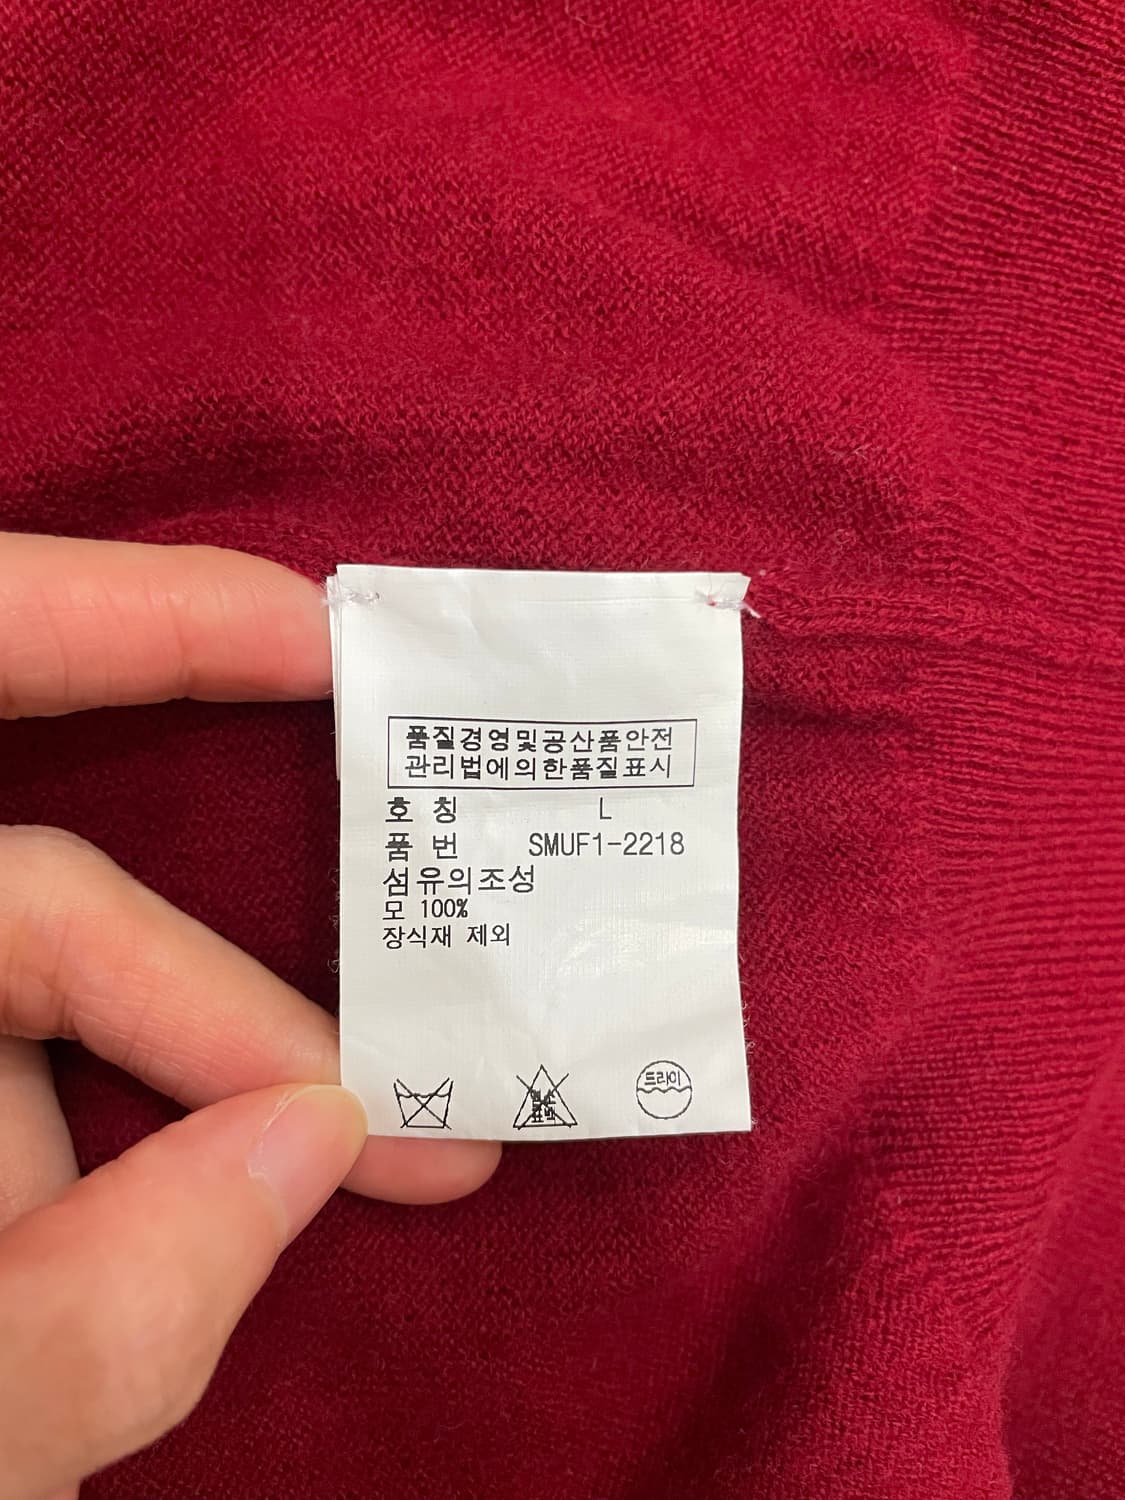 품질경영및공산품안전
관리법에의한품질표시
호 칭 L
품 번 SMUF1-2218
섬유의조성
모 100%
장식재 제외
드라이